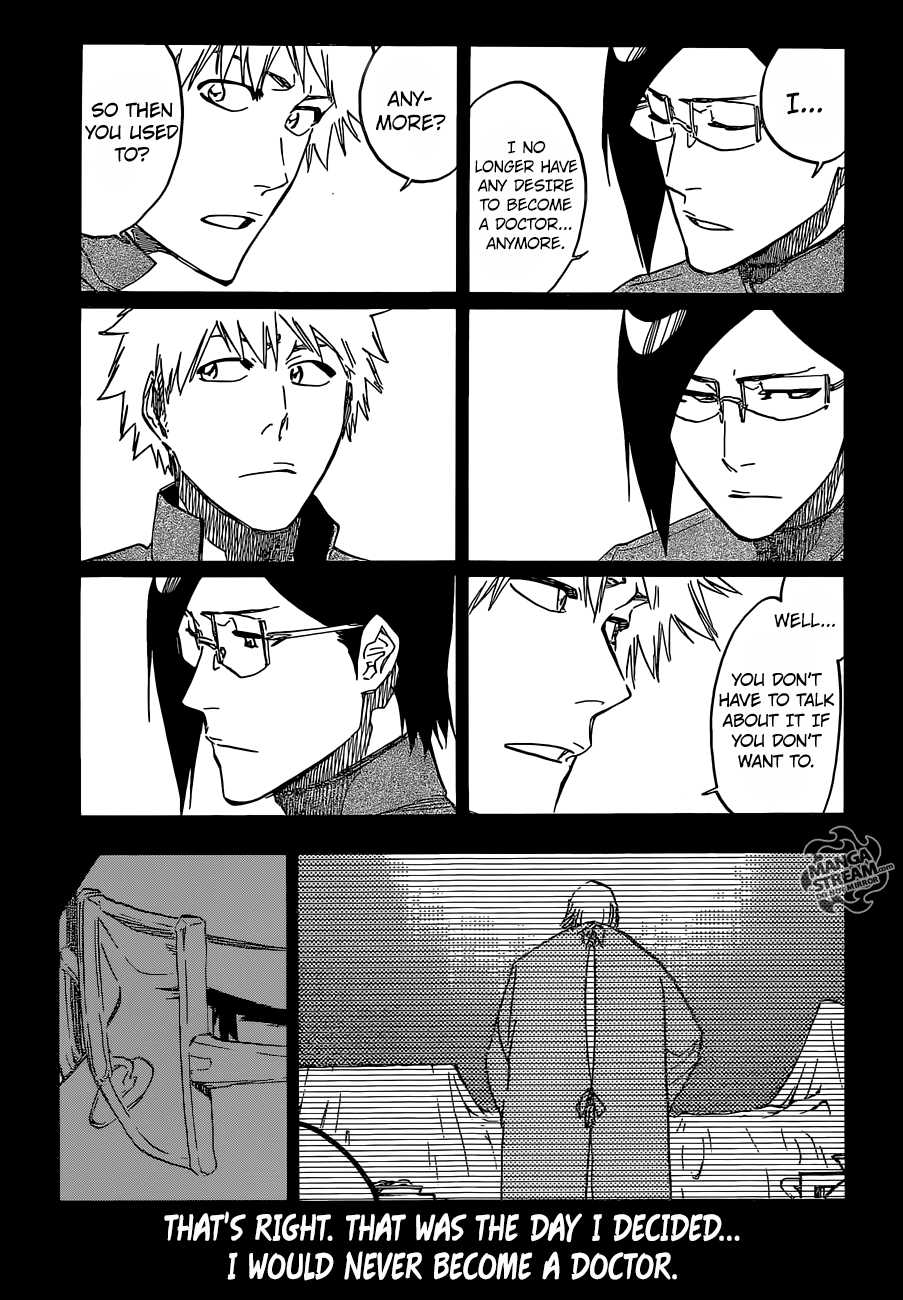 I...
I NO
LONGER HAVE
ANY DESIRE
TO BECOME
A DOCTOR...
ANYMORE.
ANY-
MORE?
SO THEN
YOU USED
TO?
WELL...
YOU DON'T
HAVE TO TALK
ABOUT IT IF
YOU DON'T
WANT TO.
MANGA
STREAM.com
THAT'S RIGHT. THAT WAS THE DAY I DECIDED...
I WOULD NEVER BECOME A DOCTOR.